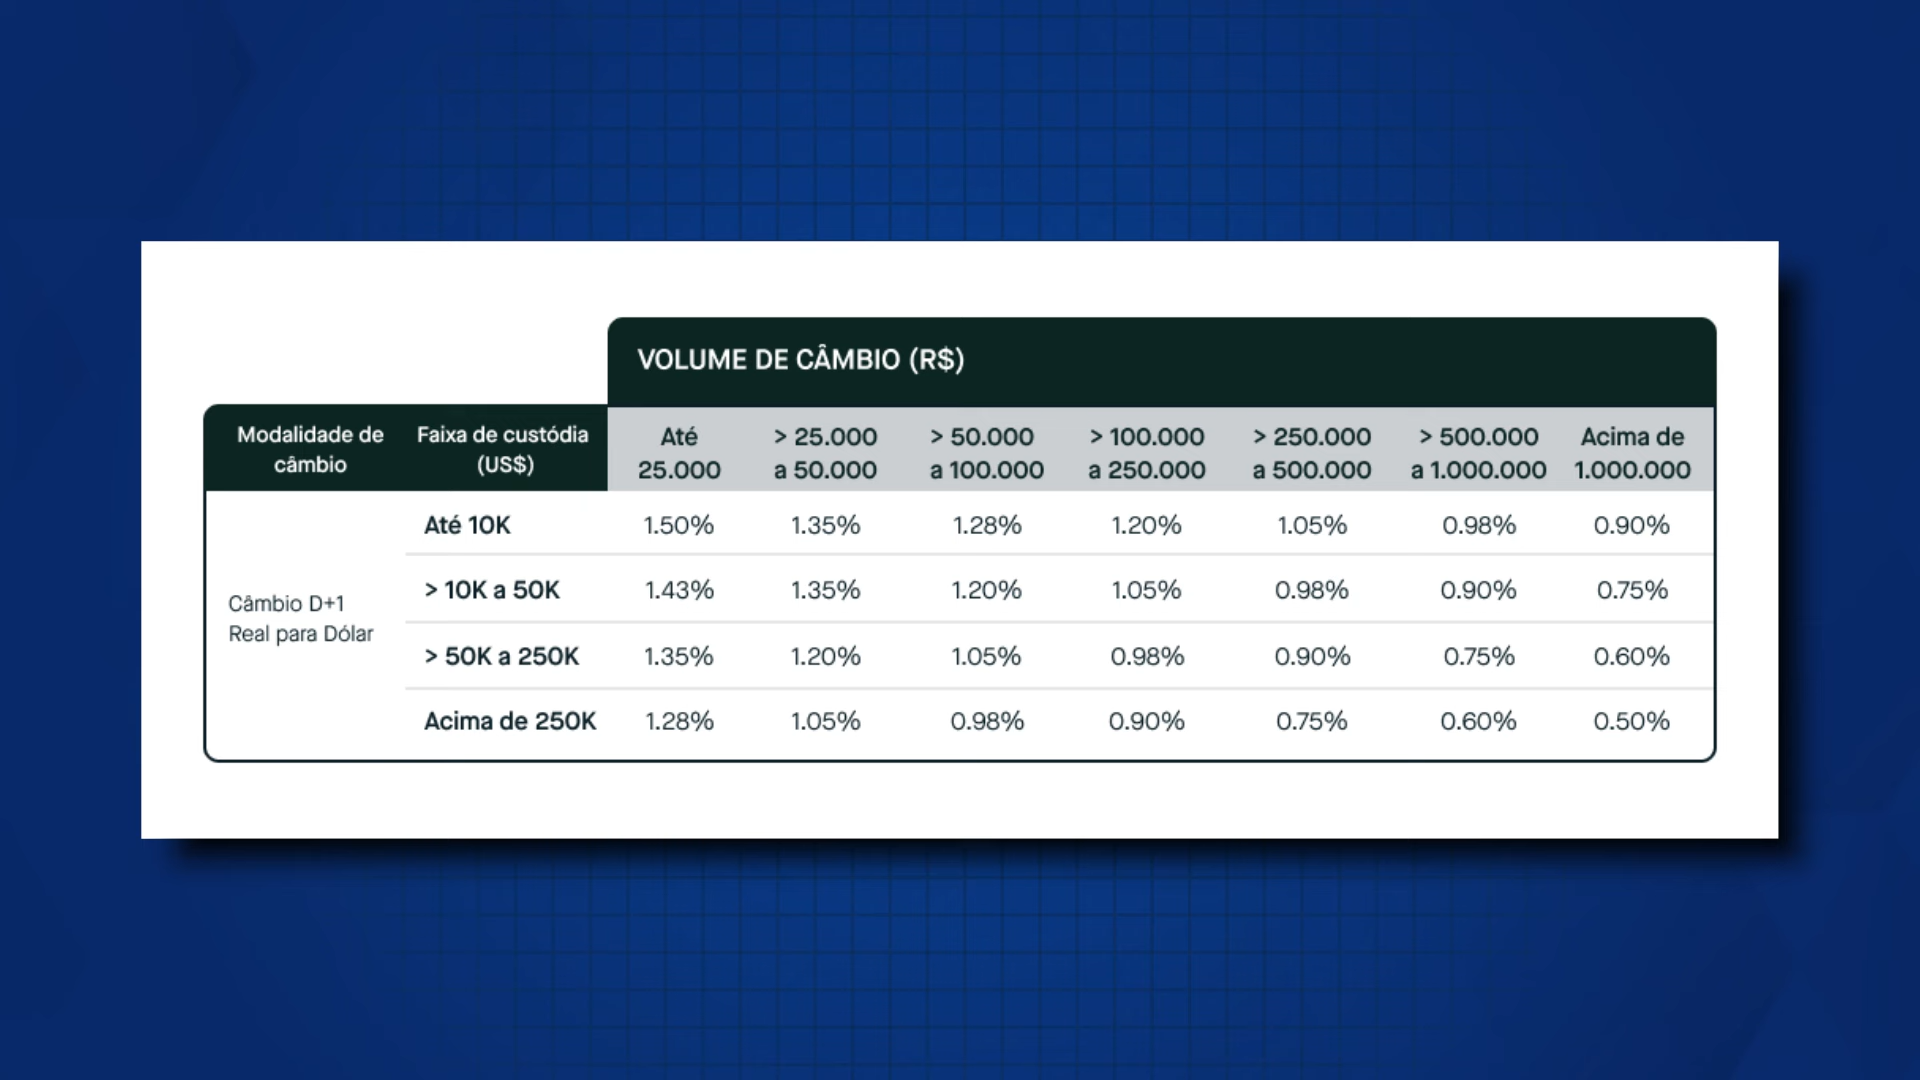 VOLUME DE CÂMBIO (R$)
Modalidade de câmbio Faixa de custódia (US$) Até 25.000 > 25.000 a 50.000 > 50.000 a 100.000 > 100.000 a 250.000 > 250.000 a 500.000 > 500.000 a 1.000.000 Acima de 1.000.000
Câmbio D+1
Real para Dólar
Até 10K 1.50% 1.35% 1.28% 1.20% 1.05% 0.98% 0.90%
> 10K a 50K 1.43% 1.35% 1.20% 1.05% 0.98% 0.90% 0.75%
> 50K a 250K 1.35% 1.20% 1.05% 0.98% 0.90% 0.75% 0.60%
Acima de 250K 1.28% 1.05% 0.98% 0.90% 0.75% 0.60% 0.50%